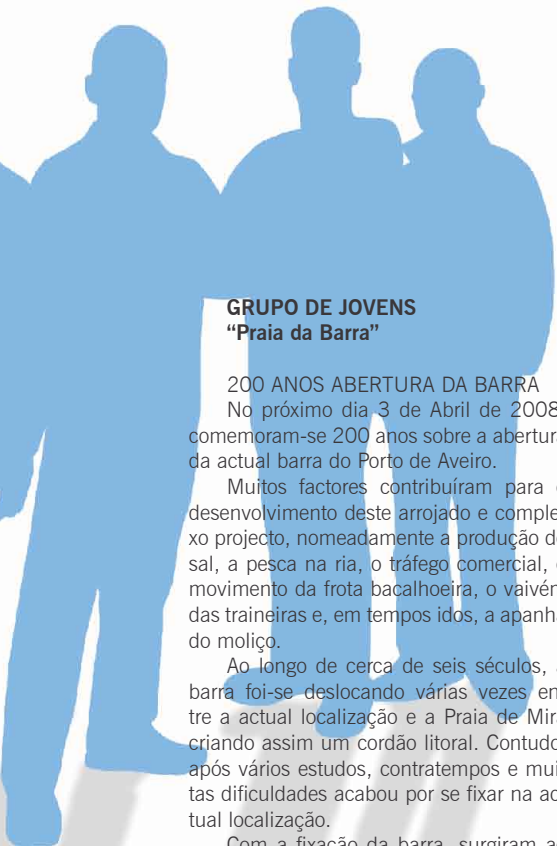 GRUPO DE JOVENS
“Praia da Barra”
200 ANOS ABERTURA DA BARRA
No próximo dia 3 de Abril de 2008
comemoram-se 200 anos sobre a abertura
da actual barra do Porto de Aveiro.
Muitos factores contribuíram para
desenvolvimento deste arrojado e comple
xo projecto, nomeadamente a produção d
sal, a pesca na ria, o tráfego comercial,
movimento da frota bacalhoeira, o vaivén
das traineiras e, em tempos idos, a apanha
do moliço.
Ao longo de cerca de seis séculos,
barra foi-se deslocando várias vezes en
tre a actual localização e a Praia de Mira
criando assim um cordão litoral. Contudo,
após vários estudos, contratempos e mui
tas dificuldades acabou por se fixar na ac
tual localização.
Com a fixação da barra, surgiram a